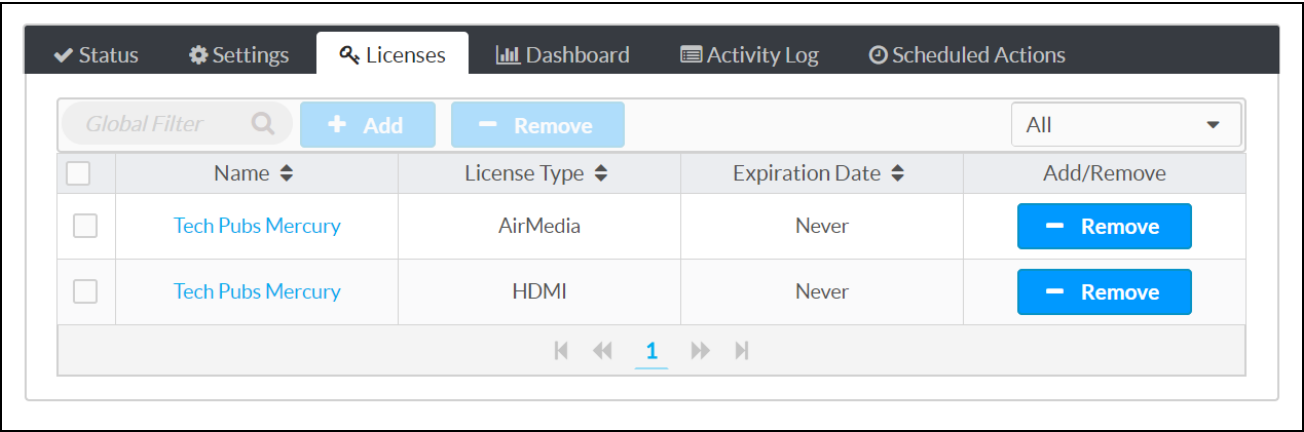 Status Settings Licenses Dashboard Activity Log Scheduled Actions
Global Filter + Add − Remove All
Name License Type Expiration Date Add/Remove
Tech Pubs Mercury AirMedia Never − Remove
Tech Pubs Mercury HDMI Never − Remove
1